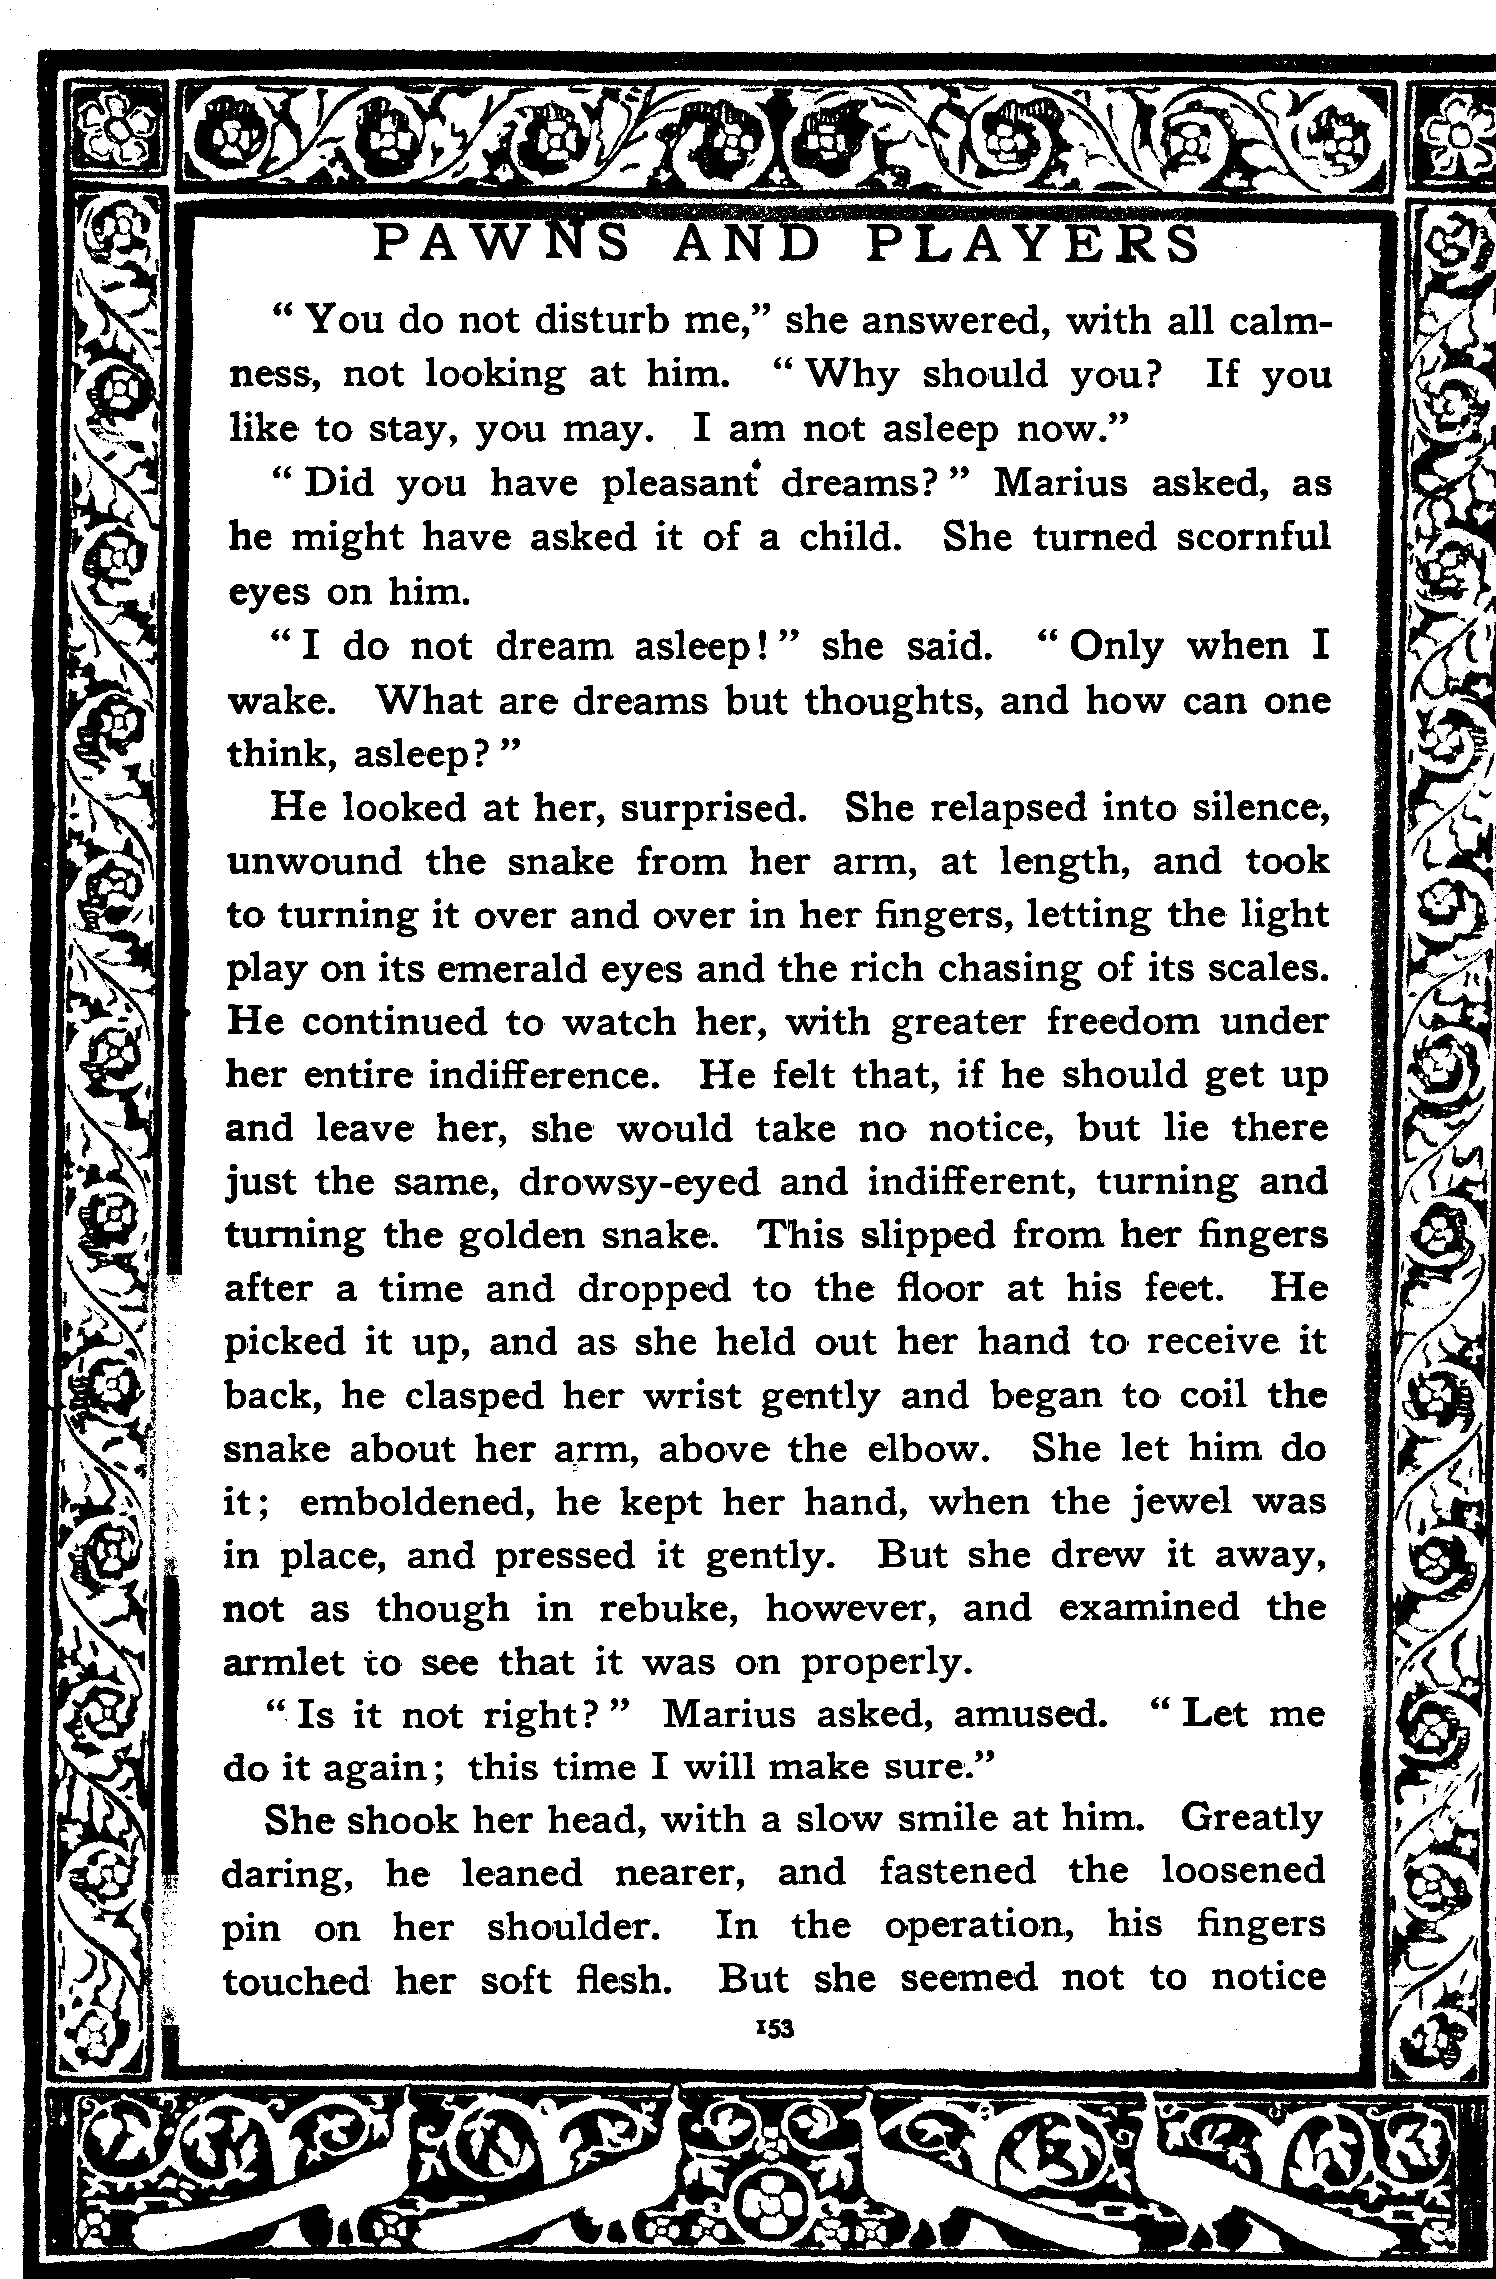 PAWNS AND PLAYERS
“ You do not disturb me,” she answered, with all calm-
ness, not looking at him. “ Why should you? If you
like to stay, you may. I am not asleep now.”
“ Did you have pleasant dreams? ” Marius asked, as
he might have asked it of a child. She turned scornful
eyes on him.
“ I do not dream asleep! ” she said. “ Only when I
wake. What are dreams but thoughts, and how can one
think, asleep? ”
He looked at her, surprised. She relapsed into silence,
unwound the snake from her arm, at length, and took
to turning it over and over in her fingers, letting the light
play on its emerald eyes and the rich chasing of its scales.
He continued to watch her, with greater freedom under
her entire indifference. He felt that, if he should get up
and leave her, she would take no notice, but lie there
just the same, drowsy-eyed and indifferent, turning and
turning the golden snake. This slipped from her fingers
after a time and dropped to the floor at his feet. He
picked it up, and as she held out her hand to receive it
back, he clasped her wrist gently and began to coil the
snake about her arm, above the elbow. She let him do
it; emboldened, he kept her hand, when the jewel was
in place, and pressed it gently. But she drew it away,
not as though in rebuke, however, and examined the
armlet to see that it was on properly.
“ Is it not right? ” Marius asked, amused. “ Let me
do it again; this time I will make sure.”
She shook her head, with a slow smile at him. Greatly
daring, he leaned nearer, and fastened the loosened
pin on her shoulder. In the operation, his fingers
touched her soft flesh. But she seemed not to notice
153